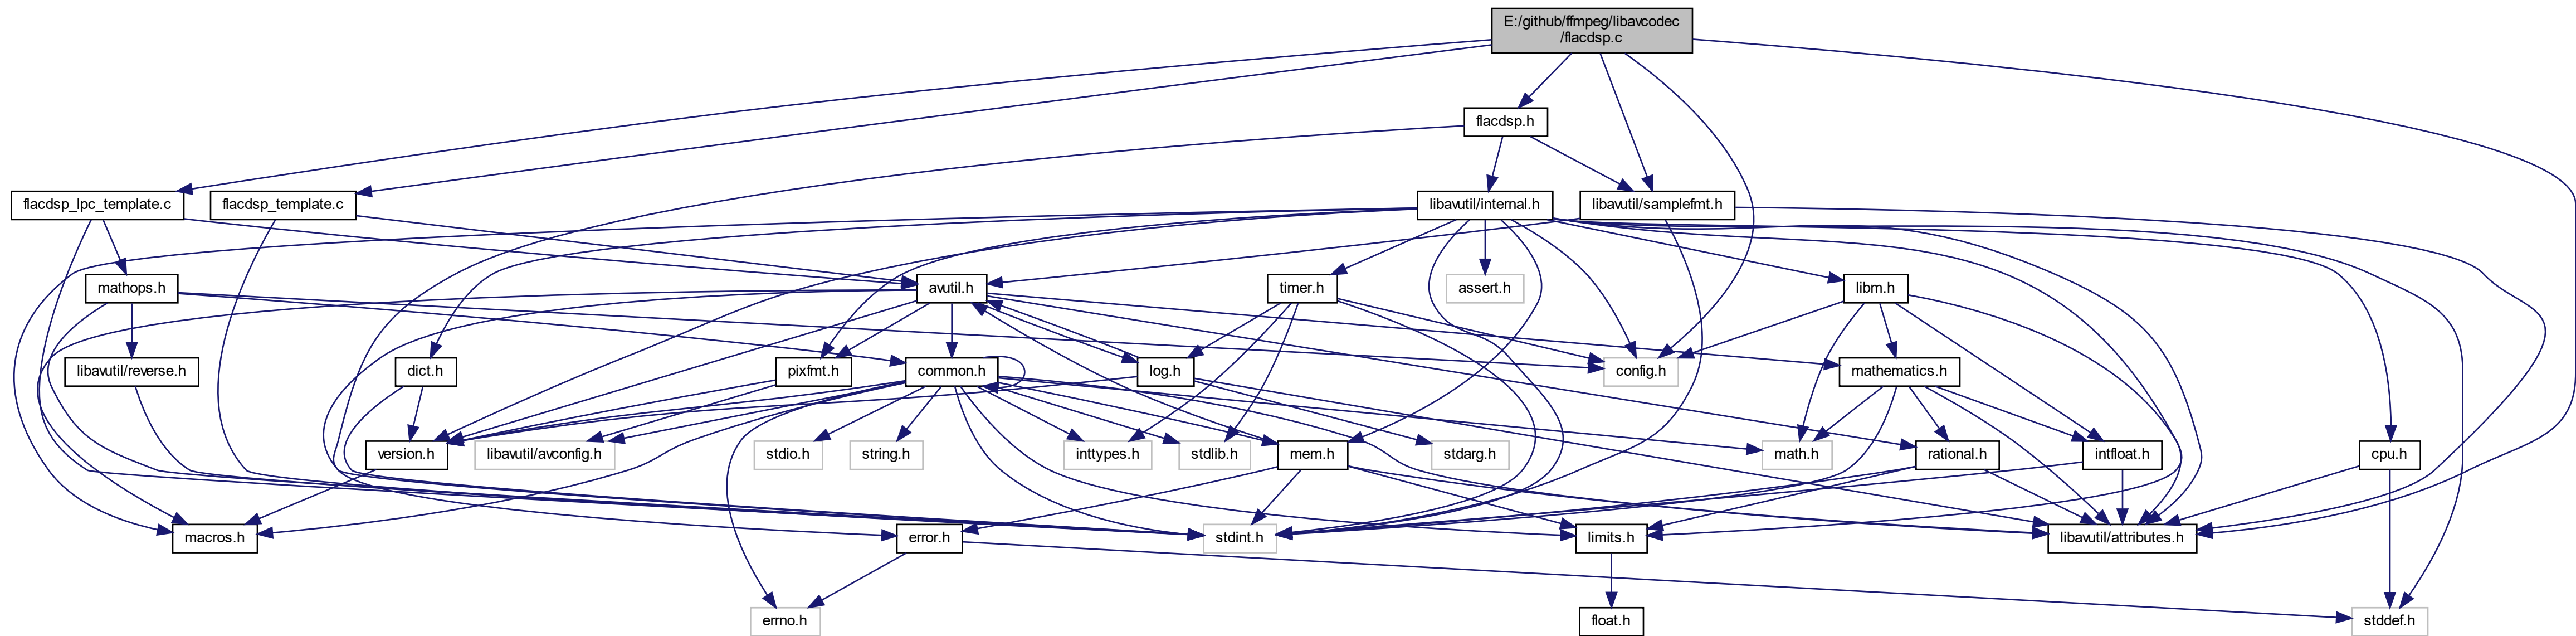 E:/github/ffmpeg/libavcodec
/flacdsp.c
flacdsp.h
flacdsp_lpc_template.c
flacdsp_template.c
libavutil/internal.h
libavutil/samplefmt.h
mathops.h
avutil.h
timer.h
assert.h
libm.h
libavutil/reverse.h
dict.h
pixfmt.h
common.h
log.h
config.h
mathematics.h
version.h
libavutil/avconfig.h
stdio.h
string.h
inttypes.h
stdlib.h
mem.h
stdarg.h
math.h
rational.h
intfloat.h
cpu.h
macros.h
error.h
stdint.h
limits.h
libavutil/attributes.h
errno.h
float.h
stddef.h